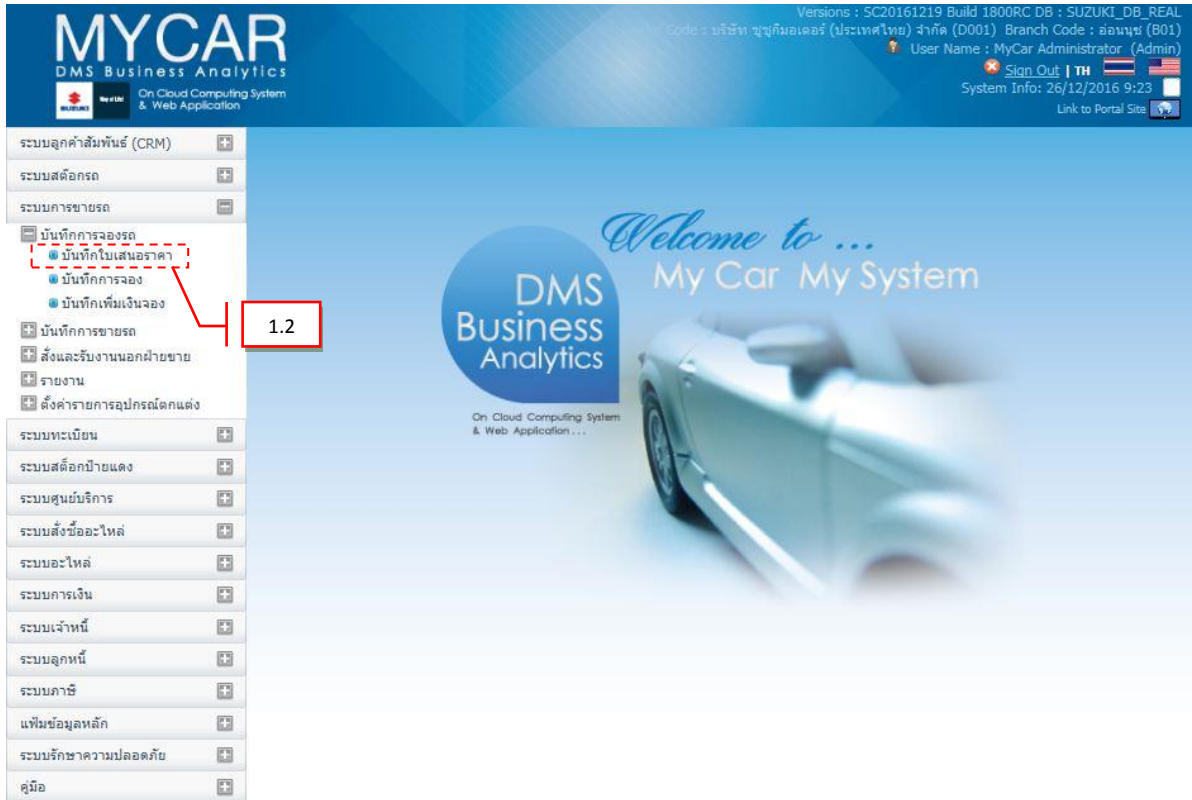 MYCAR
DMS Business Analytics
SUZUKI Way of Life!
On Cloud Computing System
& Web Application
Versions : SC20161219 Build 1800RC DB : SUZUKI_DB_REAL
Code : บริษัท ซูซูกิมอเตอร์ (ประเทศไทย) จำกัด (D001) Branch Code : อ่อนนุช (B01)
User Name : MyCar Administrator (Admin)
Sign Out | TH
System Info: 26/12/2016 9:23
Link to Portal Site
ระบบลูกค้าสัมพันธ์ (CRM)
ระบบสต๊อกรถ
ระบบการขายรถ
บันทึกการจองรถ
บันทึกใบเสนอราคา
บันทึกการจอง
บันทึกเพิ่มเงินจอง
บันทึกการขายรถ
สั่งและรับงานนอกฝ่ายขาย
รายงาน
ตั้งค่ารายการอุปกรณ์ตกแต่ง
ระบบทะเบียน
ระบบสต็อกป้ายแดง
ระบบศูนย์บริการ
ระบบสั่งซื้ออะไหล่
ระบบอะไหล่
ระบบการเงิน
ระบบเจ้าหนี้
ระบบลูกหนี้
ระบบภาษี
แฟ้มข้อมูลหลัก
ระบบรักษาความปลอดภัย
คู่มือ
1.2
Welcome to ...
My Car My System
DMS
Business
Analytics
On Cloud Computing System
& Web Application...